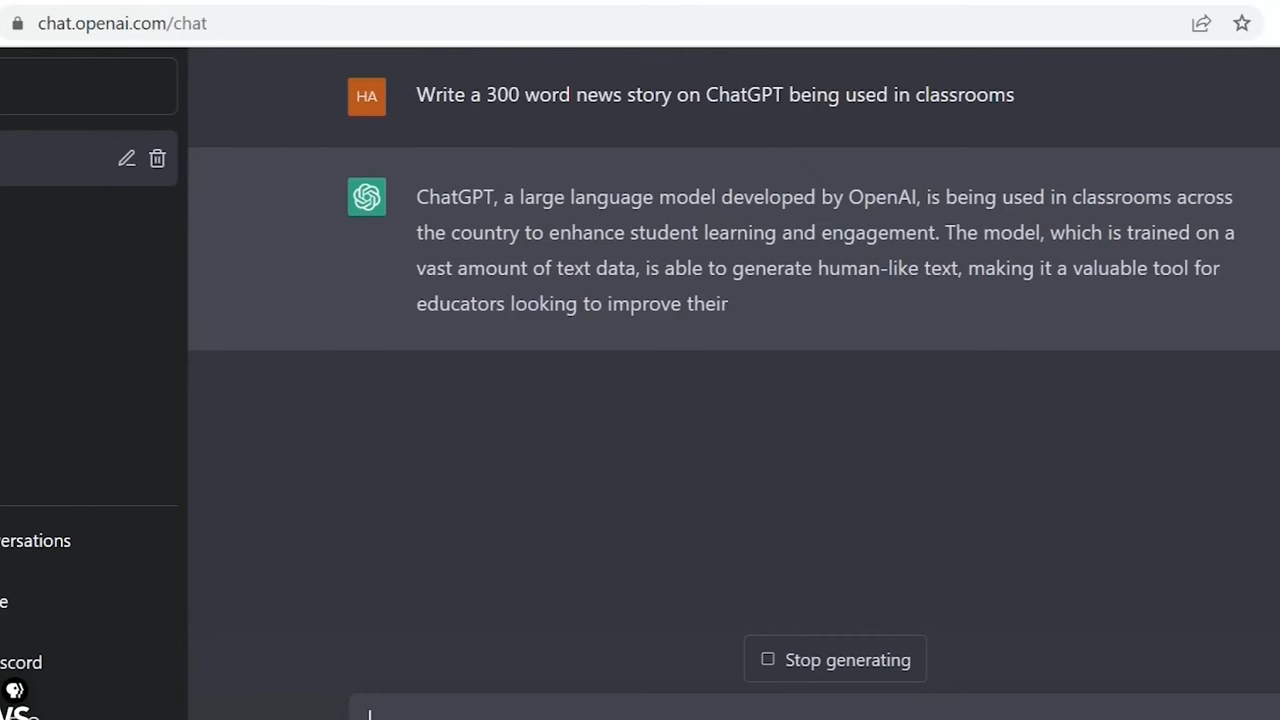 chat.openai.com/chat
HA
Write a 300 word news story on ChatGPT being used in classrooms
ChatGPT, a large language model developed by OpenAI, is being used in classrooms across
the country to enhance student learning and engagement. The model, which is trained on a
vast amount of text data, is able to generate human-like text, making it a valuable tool for
educators looking to improve their
ersations
e
scord
Stop generating